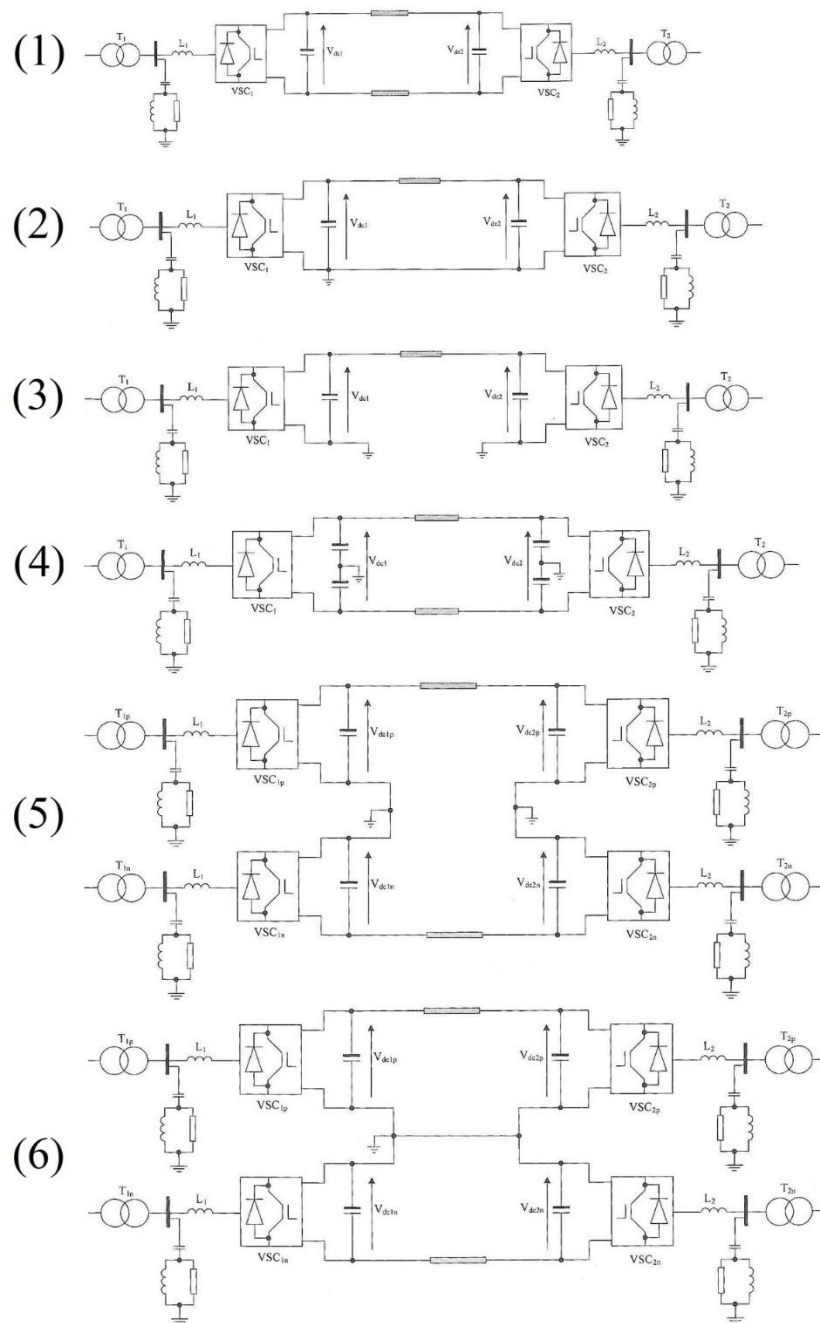 (1)
T₁ L₁ VSC₁ Vdc1 Vdc2 VSC₂ L₂ T₂
(2)
T₁ L₁ VSC₁ Vdc1 Vdc2 VSC₂ L₂ T₂
(3)
T₁ L₁ VSC₁ Vdc1 Vdc2 VSC₂ L₂ T₂
(4)
T₁ L₁ VSC₁ Vdc1 Vdc2 VSC₂ L₂ T₂
(5)
T1p L₁ VSC1p Vdc1p Vdc2p VSC2p L₂ T2p
T1n L₁ VSC1n Vdc1n Vdc2n VSC2n L₂ T2n
(6)
T1p L₁ VSC1p Vdc1p Vdc2p VSC2p L₂ T2p
T1n L₁ VSC1n Vdc1n Vdc2n VSC2n L₂ T2n